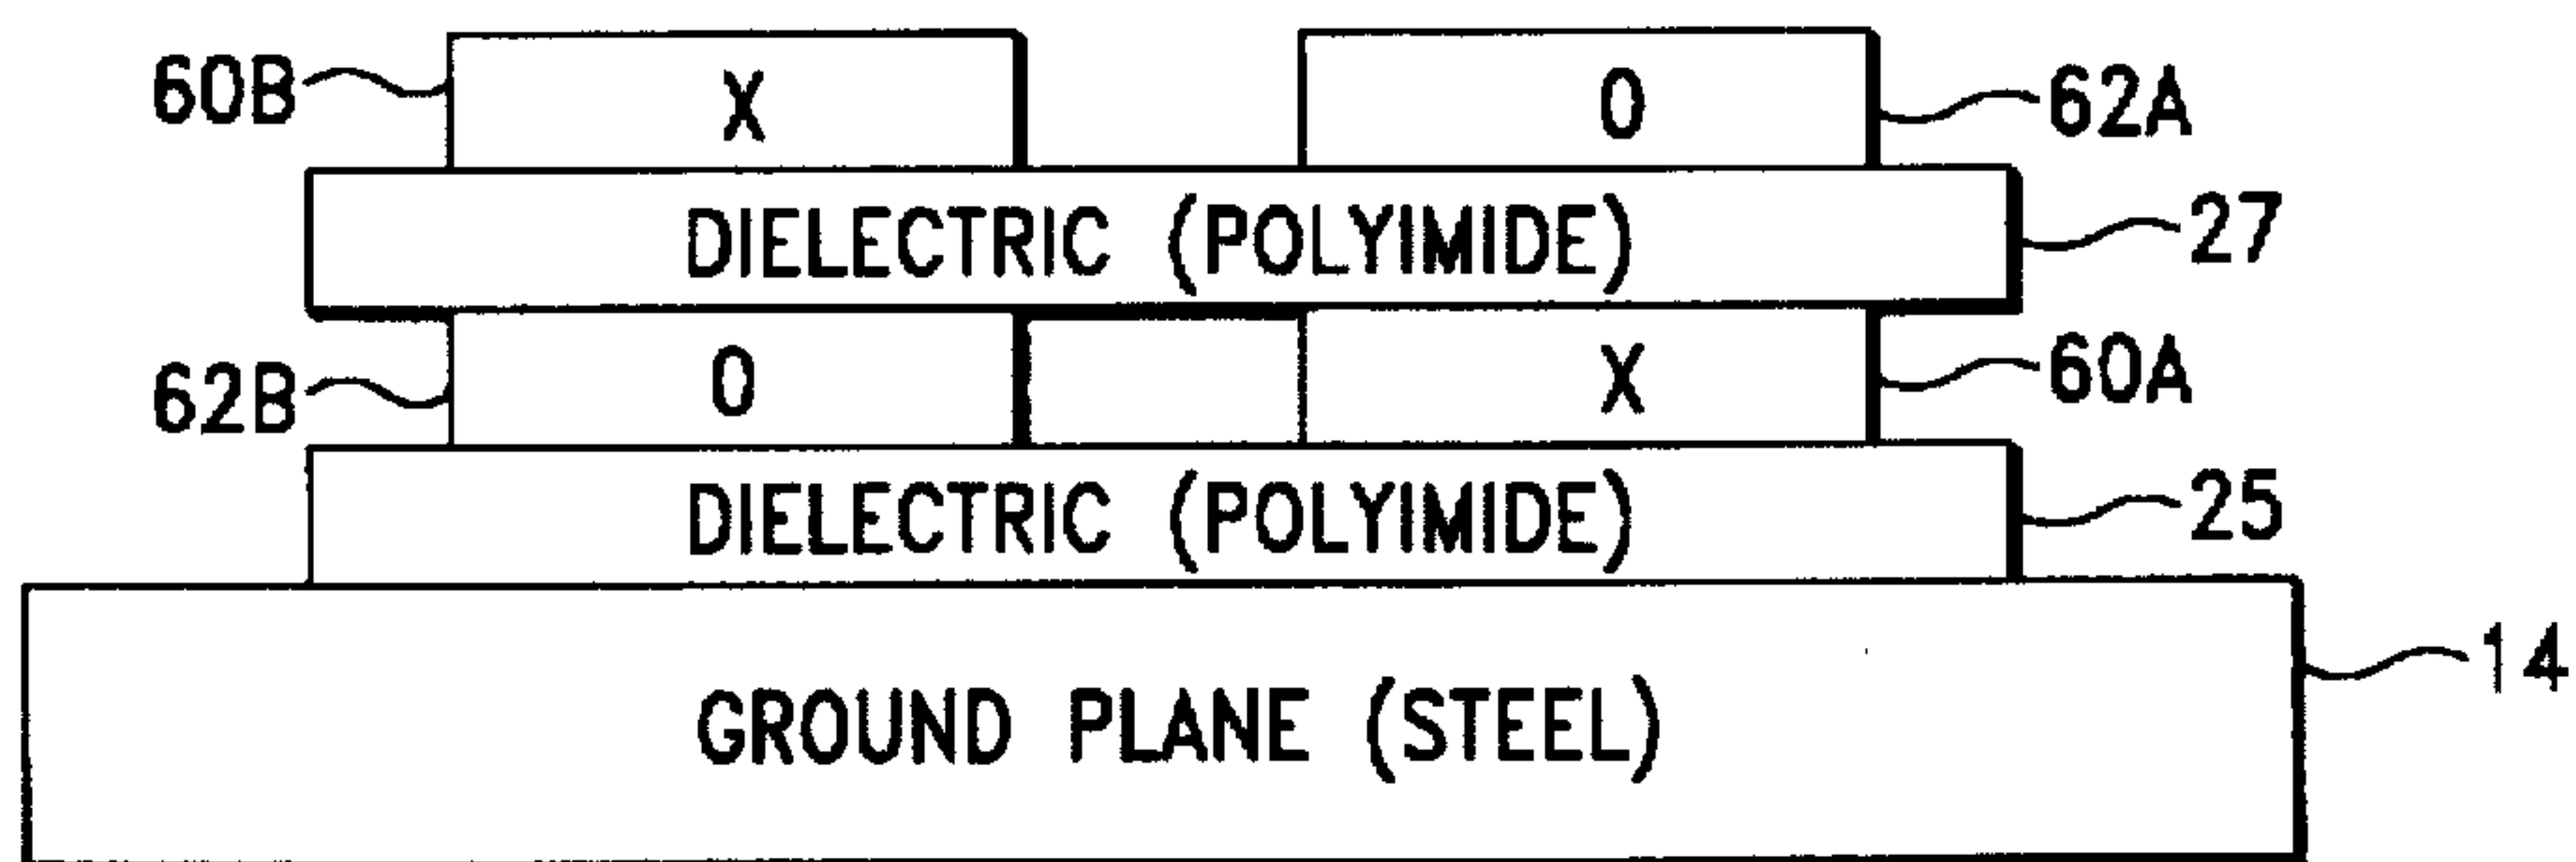 60B X 0 62A
DIELECTRIC (POLYIMIDE) 27
62B 0 X 60A
DIELECTRIC (POLYIMIDE) 25
GROUND PLANE (STEEL) 14